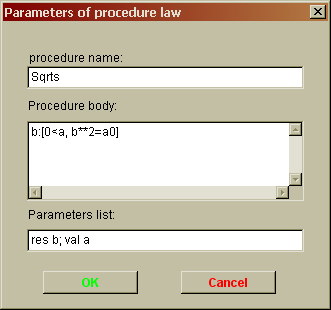 Parameters of procedure law
procedure name:
Sqrts
Procedure body:
b:[0<a, b**2=a0]
Parameters list:
res b; val a
OK Cancel